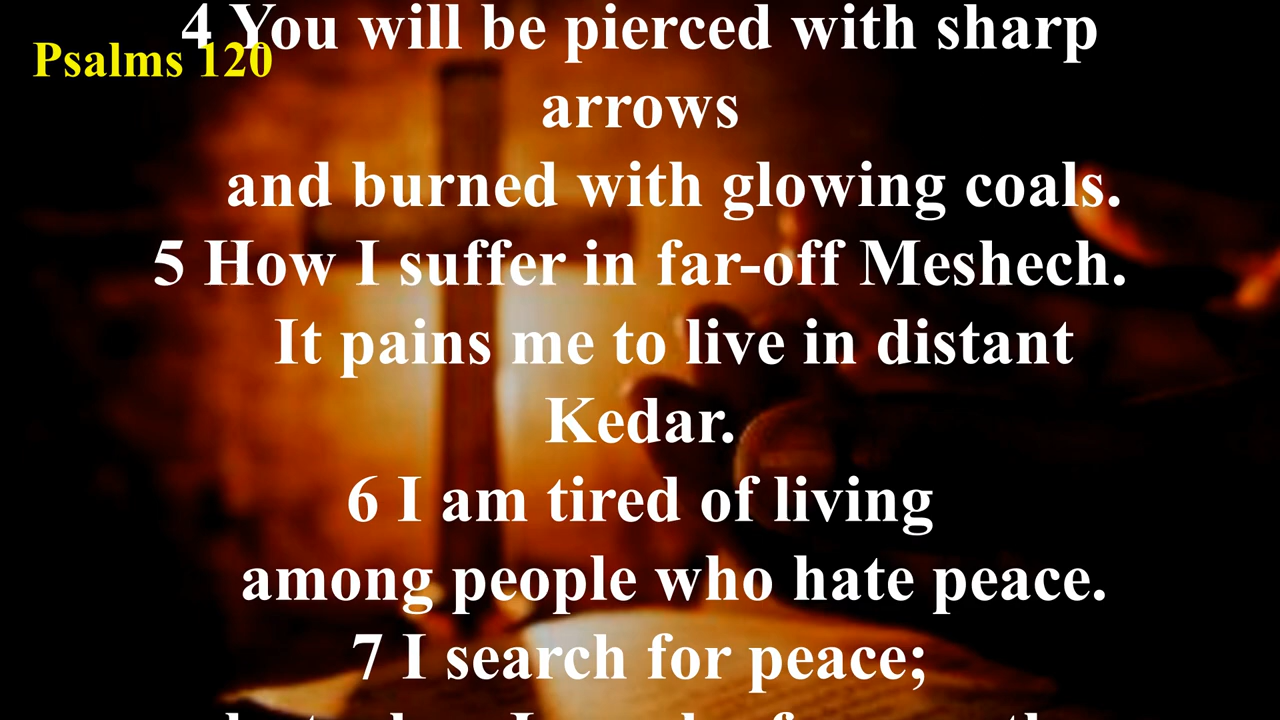 4 You will be pierced with sharp
Psalms 120
arrows
and burned with glowing coals.
5 How I suffer in far-off Meshech.
It pains me to live in distant
Kedar.
6 I am tired of living
among people who hate peace.
7 I search for peace;